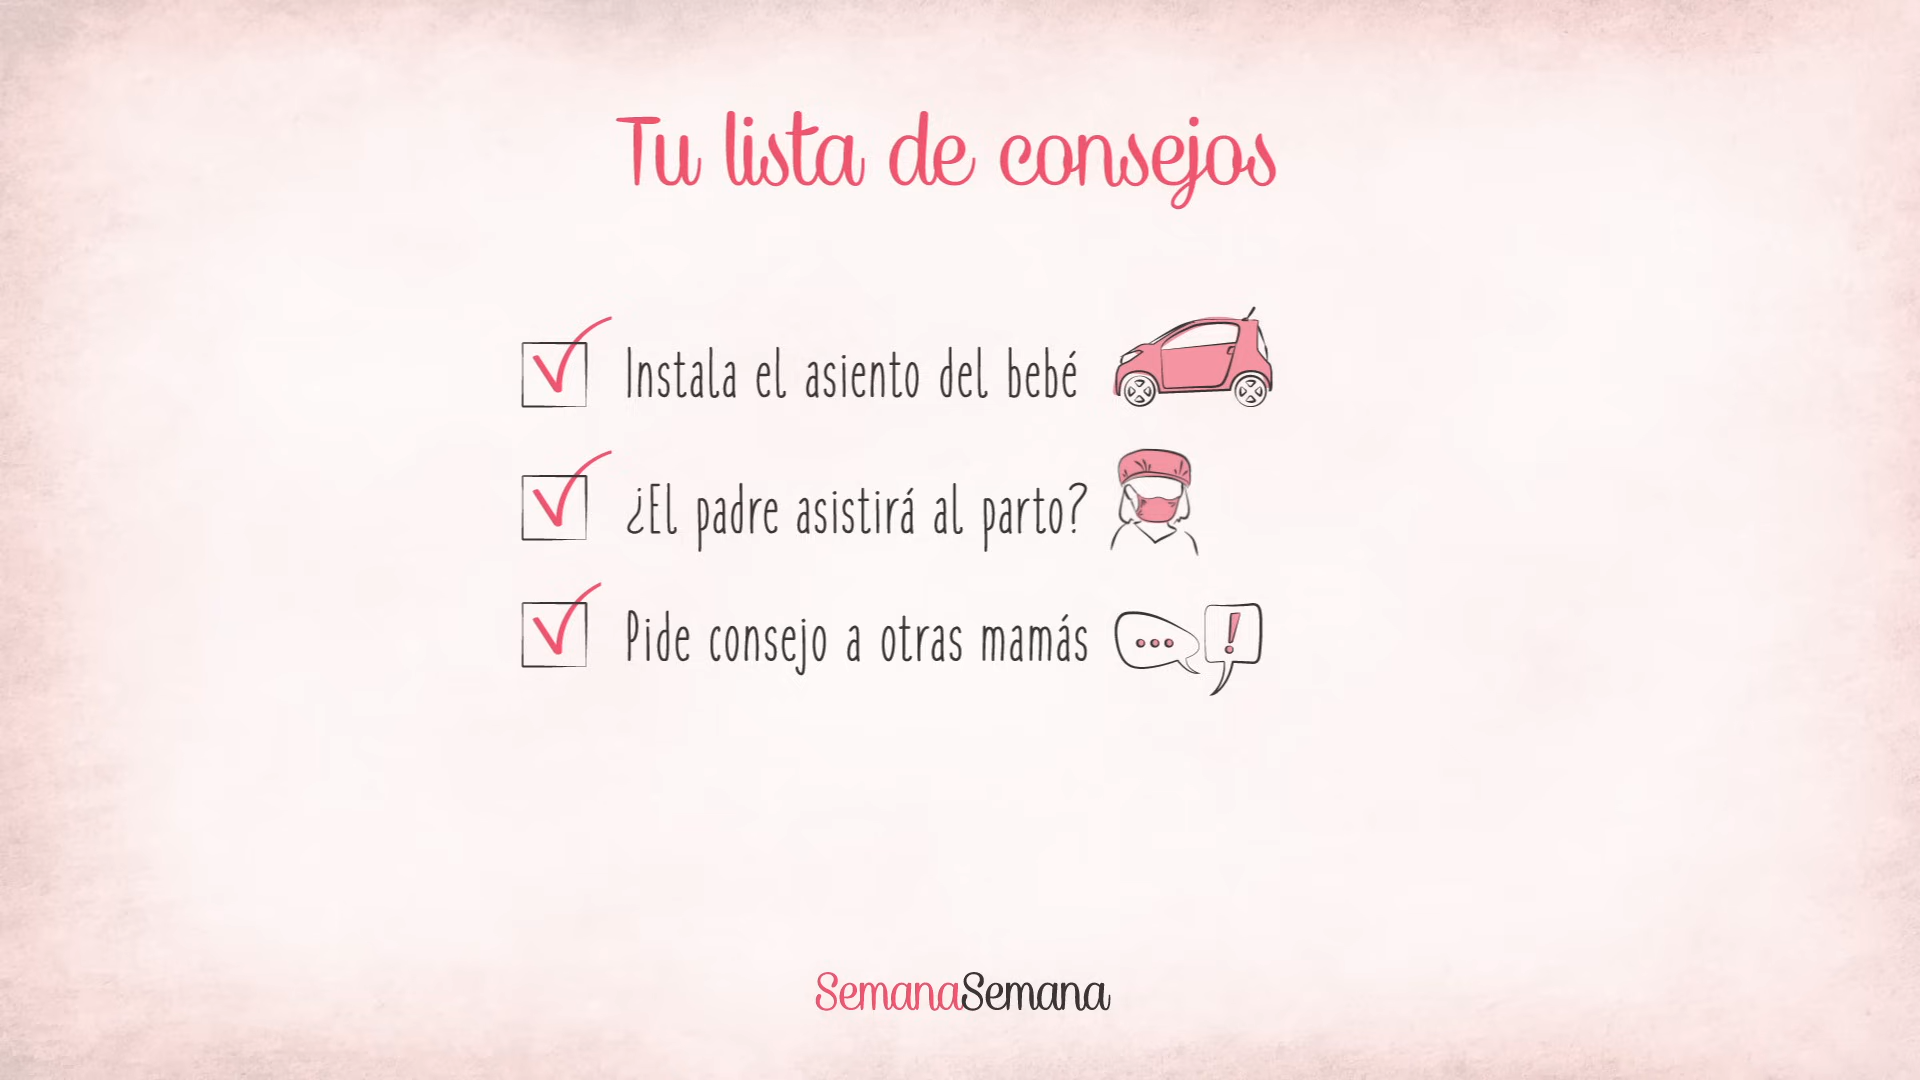 Tu lista de consejos
Instala el asiento del bebé
¿El padre asistirá al parto?
Pide consejo a otras mamás
SemanaSemana